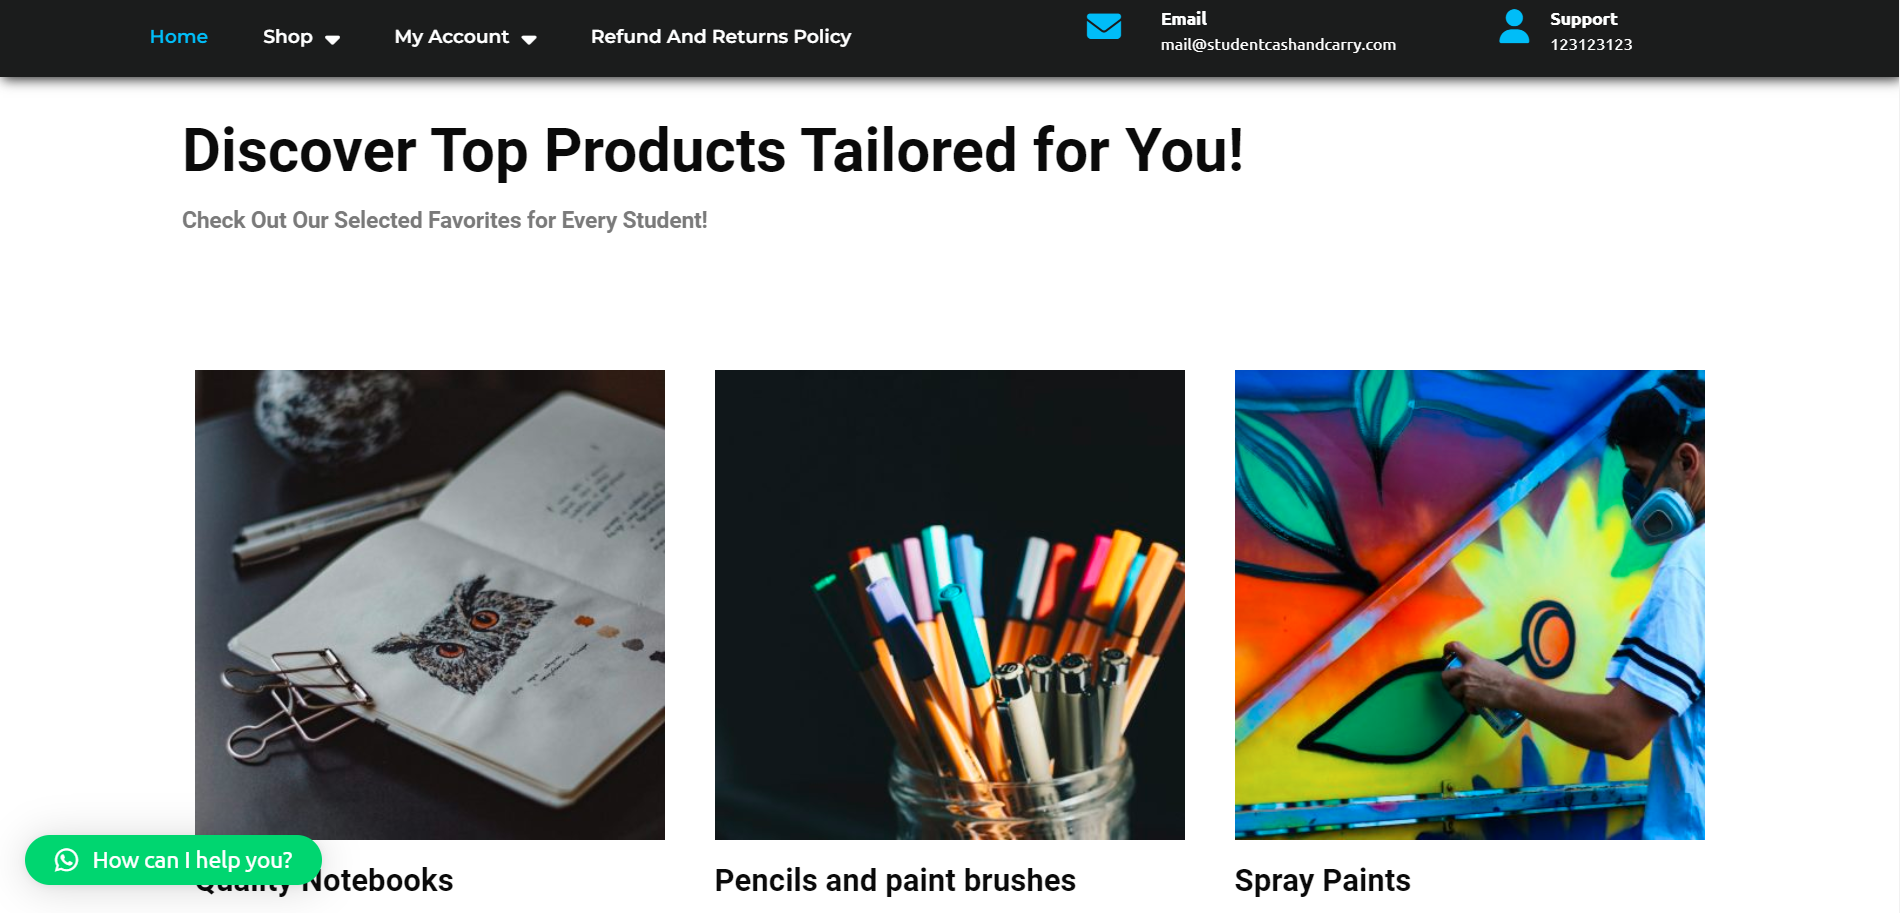 Home Shop My Account Refund And Returns Policy
Email
mail@studentcashandcarry.com
Support
123123123
Discover Top Products Tailored for You!
Check Out Our Selected Favorites for Every Student!
How can I help you?
Quality Notebooks
Pencils and paint brushes
Spray Paints